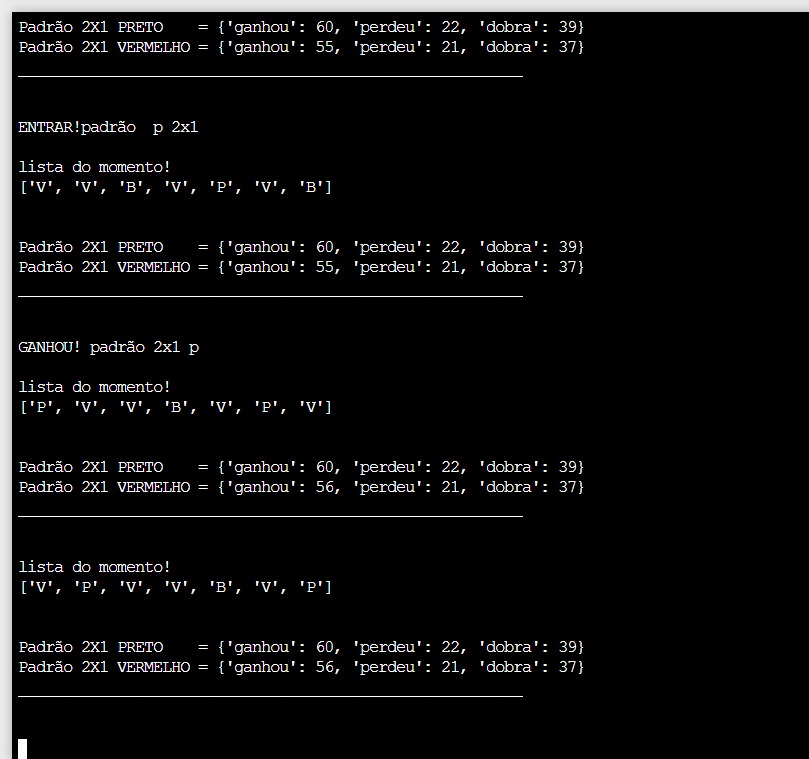 Padrão 2X1 PRETO    = {'ganhou': 60, 'perdeu': 22, 'dobra': 39}
Padrão 2X1 VERMELHO = {'ganhou': 55, 'perdeu': 21, 'dobra': 37}
ENTRAR!padrão  p 2x1
lista do momento!
['V', 'V', 'B', 'V', 'P', 'V', 'B']
Padrão 2X1 PRETO    = {'ganhou': 60, 'perdeu': 22, 'dobra': 39}
Padrão 2X1 VERMELHO = {'ganhou': 55, 'perdeu': 21, 'dobra': 37}
GANHOU! padrão 2x1 p
lista do momento!
['P', 'V', 'V', 'B', 'V', 'P', 'V']
Padrão 2X1 PRETO    = {'ganhou': 60, 'perdeu': 22, 'dobra': 39}
Padrão 2X1 VERMELHO = {'ganhou': 56, 'perdeu': 21, 'dobra': 37}
lista do momento!
['V', 'P', 'V', 'V', 'B', 'V', 'P']
Padrão 2X1 PRETO    = {'ganhou': 60, 'perdeu': 22, 'dobra': 39}
Padrão 2X1 VERMELHO = {'ganhou': 56, 'perdeu': 21, 'dobra': 37}